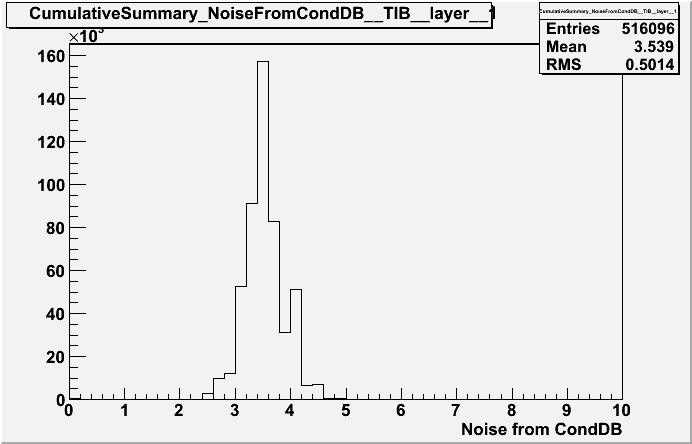 CumulativeSummary_NoiseFromCondDB__TIB__layer__1
CumulativeSummary_NoiseFromCondDB__TIB__layer__1
Entries 516096
Mean 3.539
RMS 0.5014
×10³
160
140
120
100
80
60
40
20
0
0 1 2 3 4 5 6 7 8 9 10
Noise from CondDB